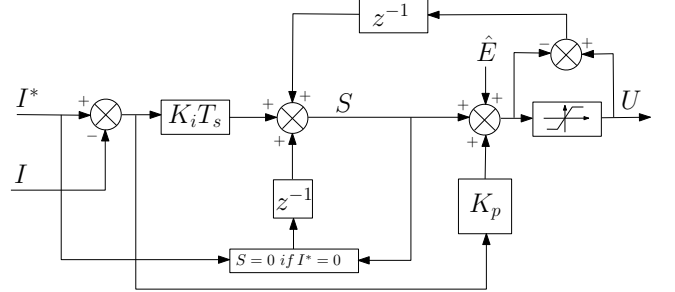 z⁻¹
Ê
I*
+
−
K_i T_s
+
+
+
S
+
+
+
−
+
U
I
z⁻¹
K_p
S = 0 if I* = 0